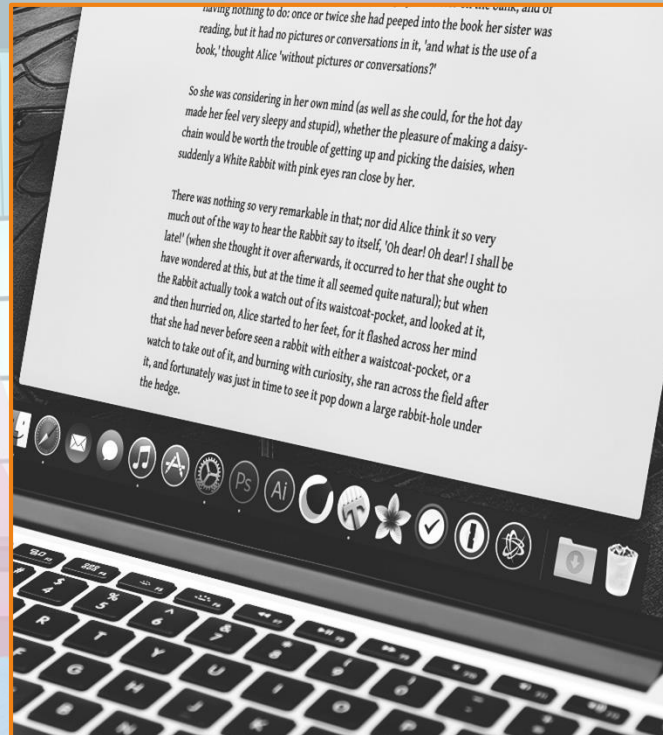 on the bank, and of
having nothing to do: once or twice she had peeped into the book her sister was
reading, but it had no pictures or conversations in it, 'and what is the use of a
book,' thought Alice 'without pictures or conversations?'
So she was considering in her own mind (as well as she could, for the hot day
made her feel very sleepy and stupid), whether the pleasure of making a daisy-
chain would be worth the trouble of getting up and picking the daisies, when
suddenly a White Rabbit with pink eyes ran close by her.
There was nothing so very remarkable in that; nor did Alice think it so very
much out of the way to hear the Rabbit say to itself, 'Oh dear! Oh dear! I shall be
late!' (when she thought it over afterwards, it occurred to her that she ought to
have wondered at this, but at the time it all seemed quite natural); but when
the Rabbit actually took a watch out of its waistcoat-pocket, and looked at it,
and then hurried on, Alice started to her feet, for it flashed across her mind
that she had never before seen a rabbit with either a waistcoat-pocket, or a
watch to take out of it, and burning with curiosity, she ran across the field after
it, and fortunately was just in time to see it pop down a large rabbit-hole under
the hedge.
Ps Ai
$ % ^ & *
4 5 6 7 8
R T Y U I
F G H J K
B N